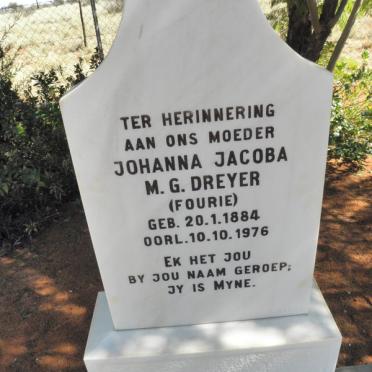 TER HERINNERING
AAN ONS MOEDER
JOHANNA JACOBA
M.G. DREYER
(FOURIE)
GEB. 20.1.1884
OORL. 10.10.1976
EK HET JOU
BY JOU NAAM GEROEP;
JY IS MYNE.